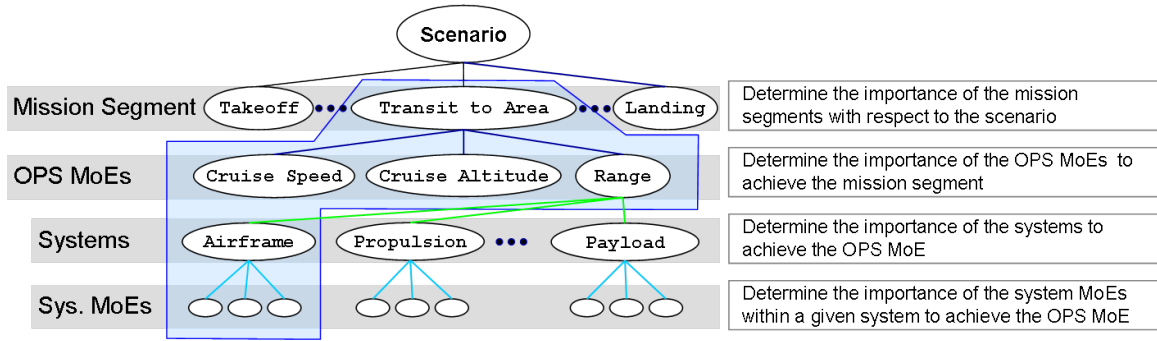 Scenario
Mission Segment
Takeoff
Transit to Area
Landing
Determine the importance of the mission
segments with respect to the scenario
OPS MoEs
Cruise Speed
Cruise Altitude
Range
Determine the importance of the OPS MoEs to
achieve the mission segment
Systems
Airframe
Propulsion
Payload
Determine the importance of the systems to
achieve the OPS MoE
Sys. MoEs
Determine the importance of the system MoEs
within a given system to achieve the OPS MoE